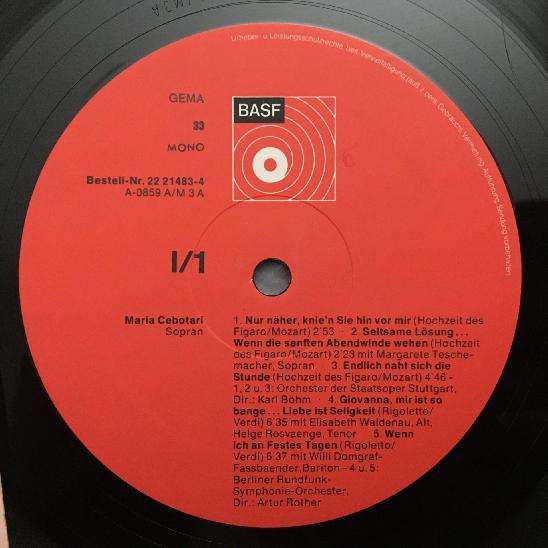 Urheber- u. Leistungsschutzrechte bes. Vervielfältigung (ausf. z. pers. Gebrauch), Vermietung, Aufführung, Sendung vorbehalten
GEMA
BASF
33
MONO
Bestell-Nr. 22 21483-4
A-0859 A/M 3 A
I/1
Maria Cebotari
Sopran
1. Nur näher, knie'n Sie hin vor mir (Hochzeit des
Figaro/Mozart) 2'53 · 2. Seltsame Lösung...
Wenn die sanften Abendwinde wehen (Hochzeit
des Figaro/Mozart) 2'23 mit Margarete Tesche-
macher, Sopran · 3. Endlich naht sich die
Stunde (Hochzeit des Figaro/Mozart) 4'46 -
1, 2 u. 3: Orchester der Staatsoper Stuttgart,
Dir.: Karl Böhm · 4. Giovanna, mir ist so
bange... Liebe ist Seligkeit (Rigoletto/
Verdi) 6'35 mit Elisabeth Waldenau, Alt,
Helge Rosvaenge, Tenor · 5. Wenn
ich an Festes Tagen (Rigoletto/
Verdi) 6'37 mit Willi Domgraf-
Fassbaender, Bariton - 4 u. 5:
Berliner Rundfunk-
Symphonie-Orchester,
Dir.: Artur Rother